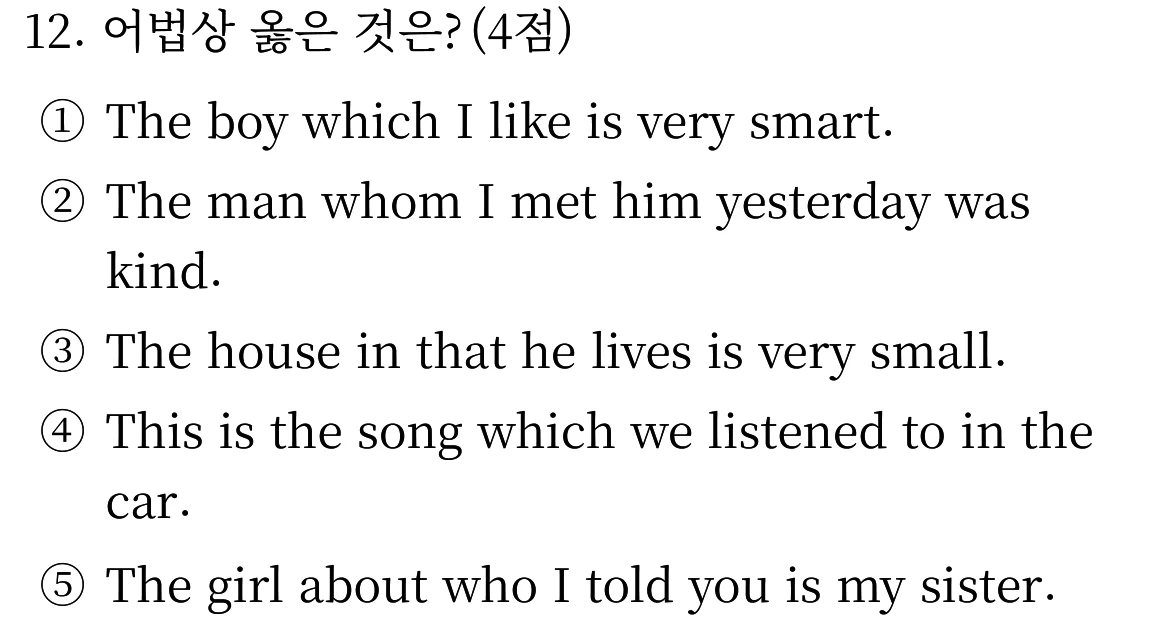 12. 어법상 옳은 것은? (4점)
① The boy which I like is very smart.
② The man whom I met him yesterday was
kind.
③ The house in that he lives is very small.
④ This is the song which we listened to in the
car.
⑤ The girl about who I told you is my sister.